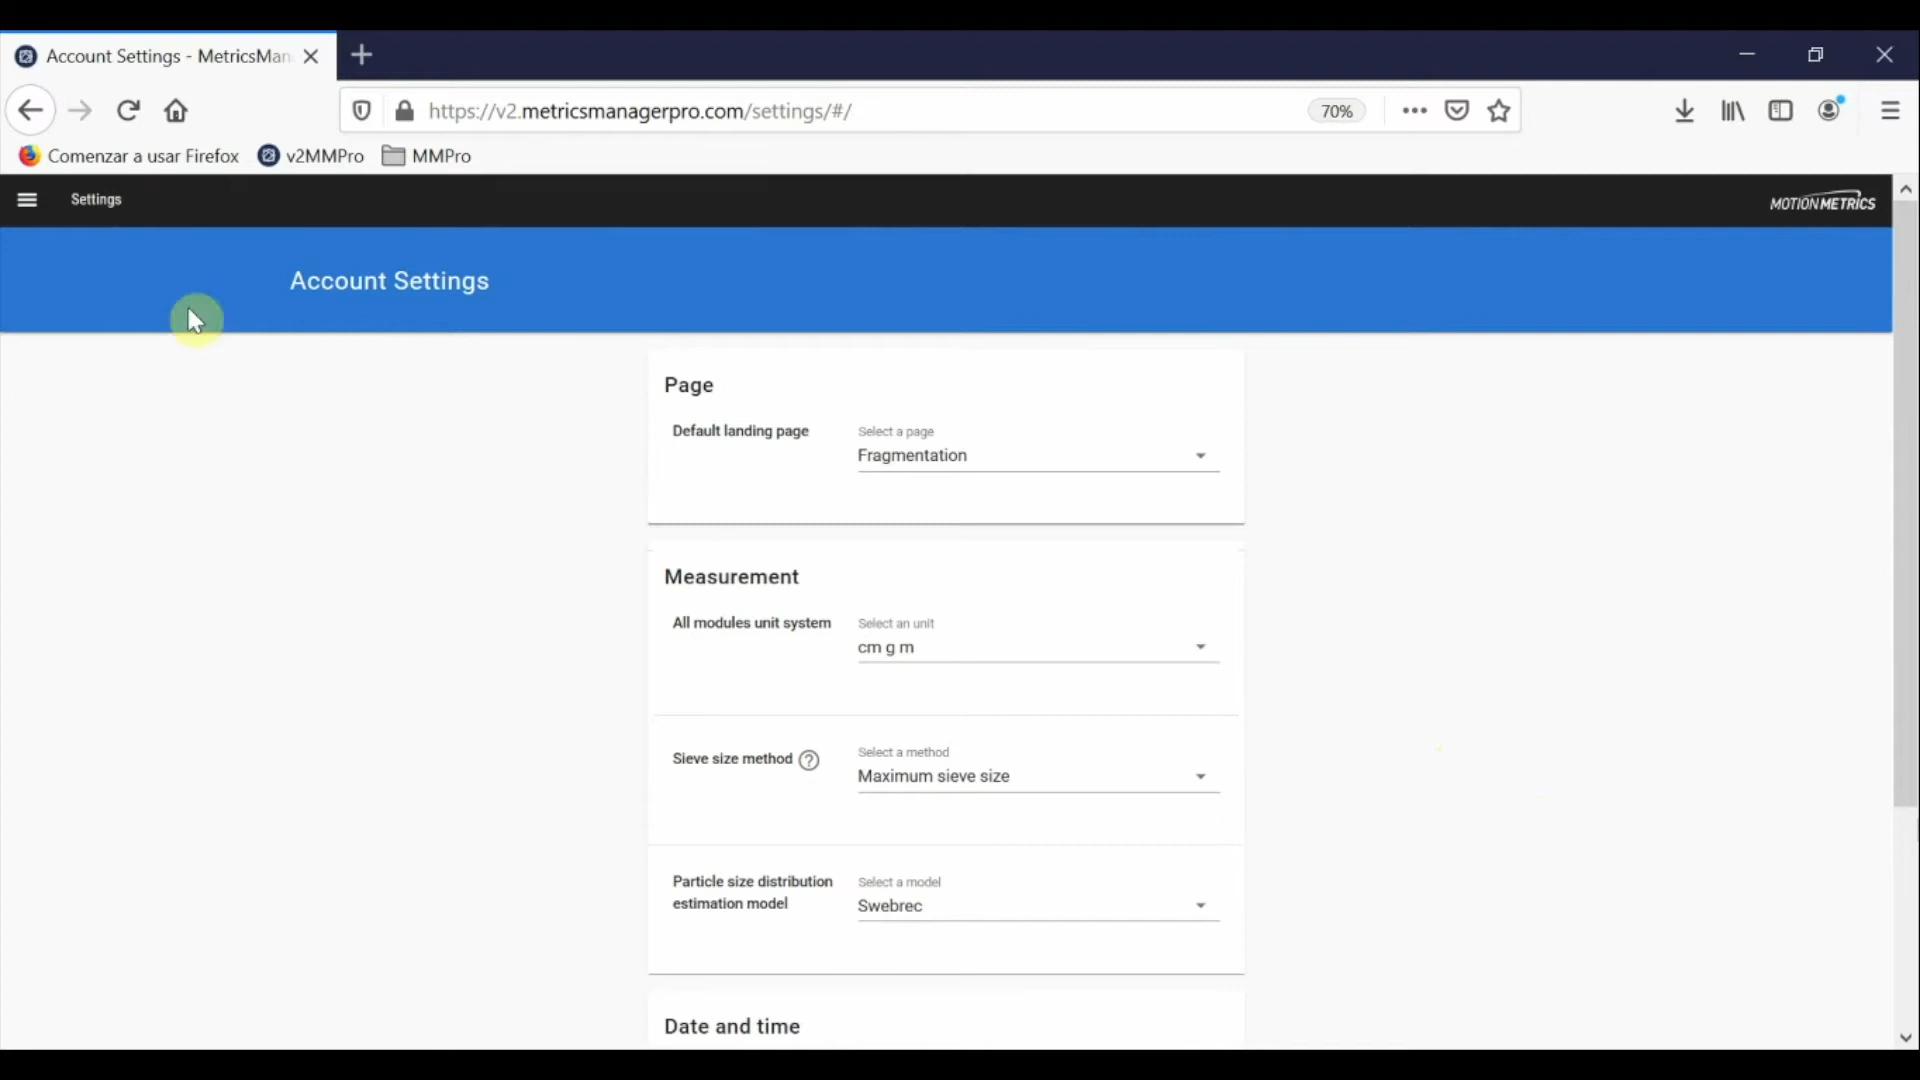 Account Settings - MetricsMan
https://v2.metricsmanagerpro.com/settings/#/
70%
Comenzar a usar Firefox
v2MMPro
MMPro
Settings
MOTION METRICS
Account Settings
Page
Default landing page
Select a page
Fragmentation
Measurement
All modules unit system
Select an unit
cm g m
Sieve size method
Select a method
Maximum sieve size
Particle size distribution
estimation model
Select a model
Swebrec
Date and time